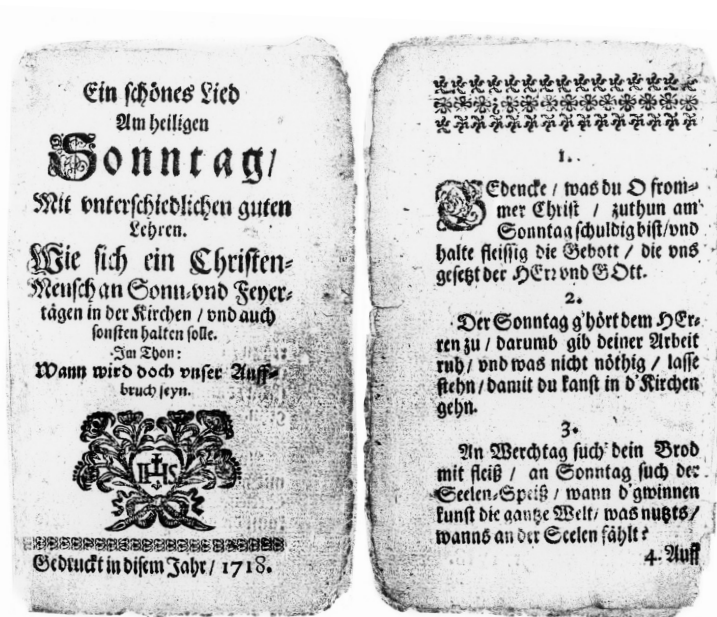 Ein schönes Lied
Am heiligen
Sonntag/
Mit vnterschiedlichen guten
Lehren.
Wie sich ein Christen-
Mensch an Sonn-vnd Feyer-
tägen in der Kirchen / vnd auch
sonsten halten solle.
Im Thon:
Wann wird doch vnser Auff-
bruch seyn.
IHS
Gedruckt in disem Jahr / 1718.
1.
GEdencke / was du O from-
mer Christ / zuthun am
Sonntag schuldig bist/vnd
halte fleissig die Gebott / die vns
gesetzt der HErr vnd GOtt.
2.
Der Sonntag g'hört dem HEr-
ren zu / darumb gib deiner Arbeit
ruh / vnd was nicht nöthig / lasse
stehn / damit du kanst in d'Kirchen
gehn.
3.
An Werchtag such dein Brod
mit fleiß / an Sonntag such der
Seelen-Speiß / wann d'gwinnen
kunst die gantze Welt/ was nutzts/
wanns an der Seelen fählt?
4. Auff